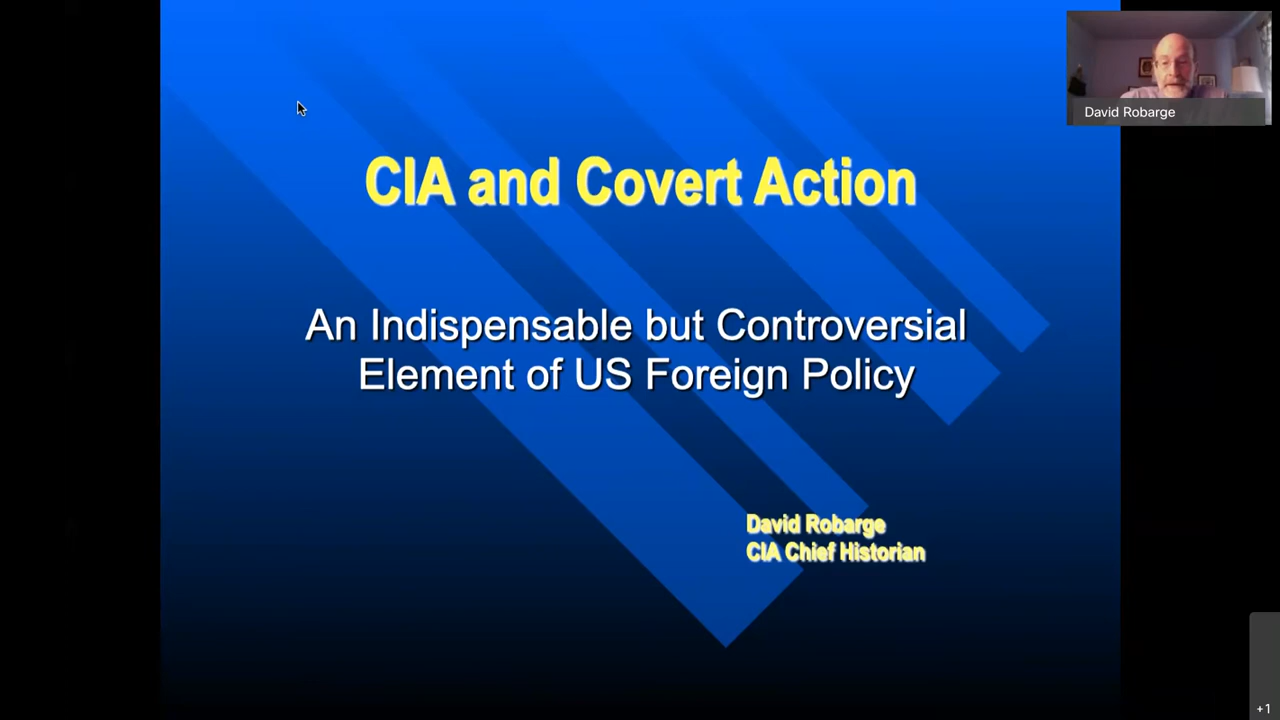 David Robarge
CIA and Covert Action
An Indispensable but Controversial
Element of US Foreign Policy
David Robarge
CIA Chief Historian
+1